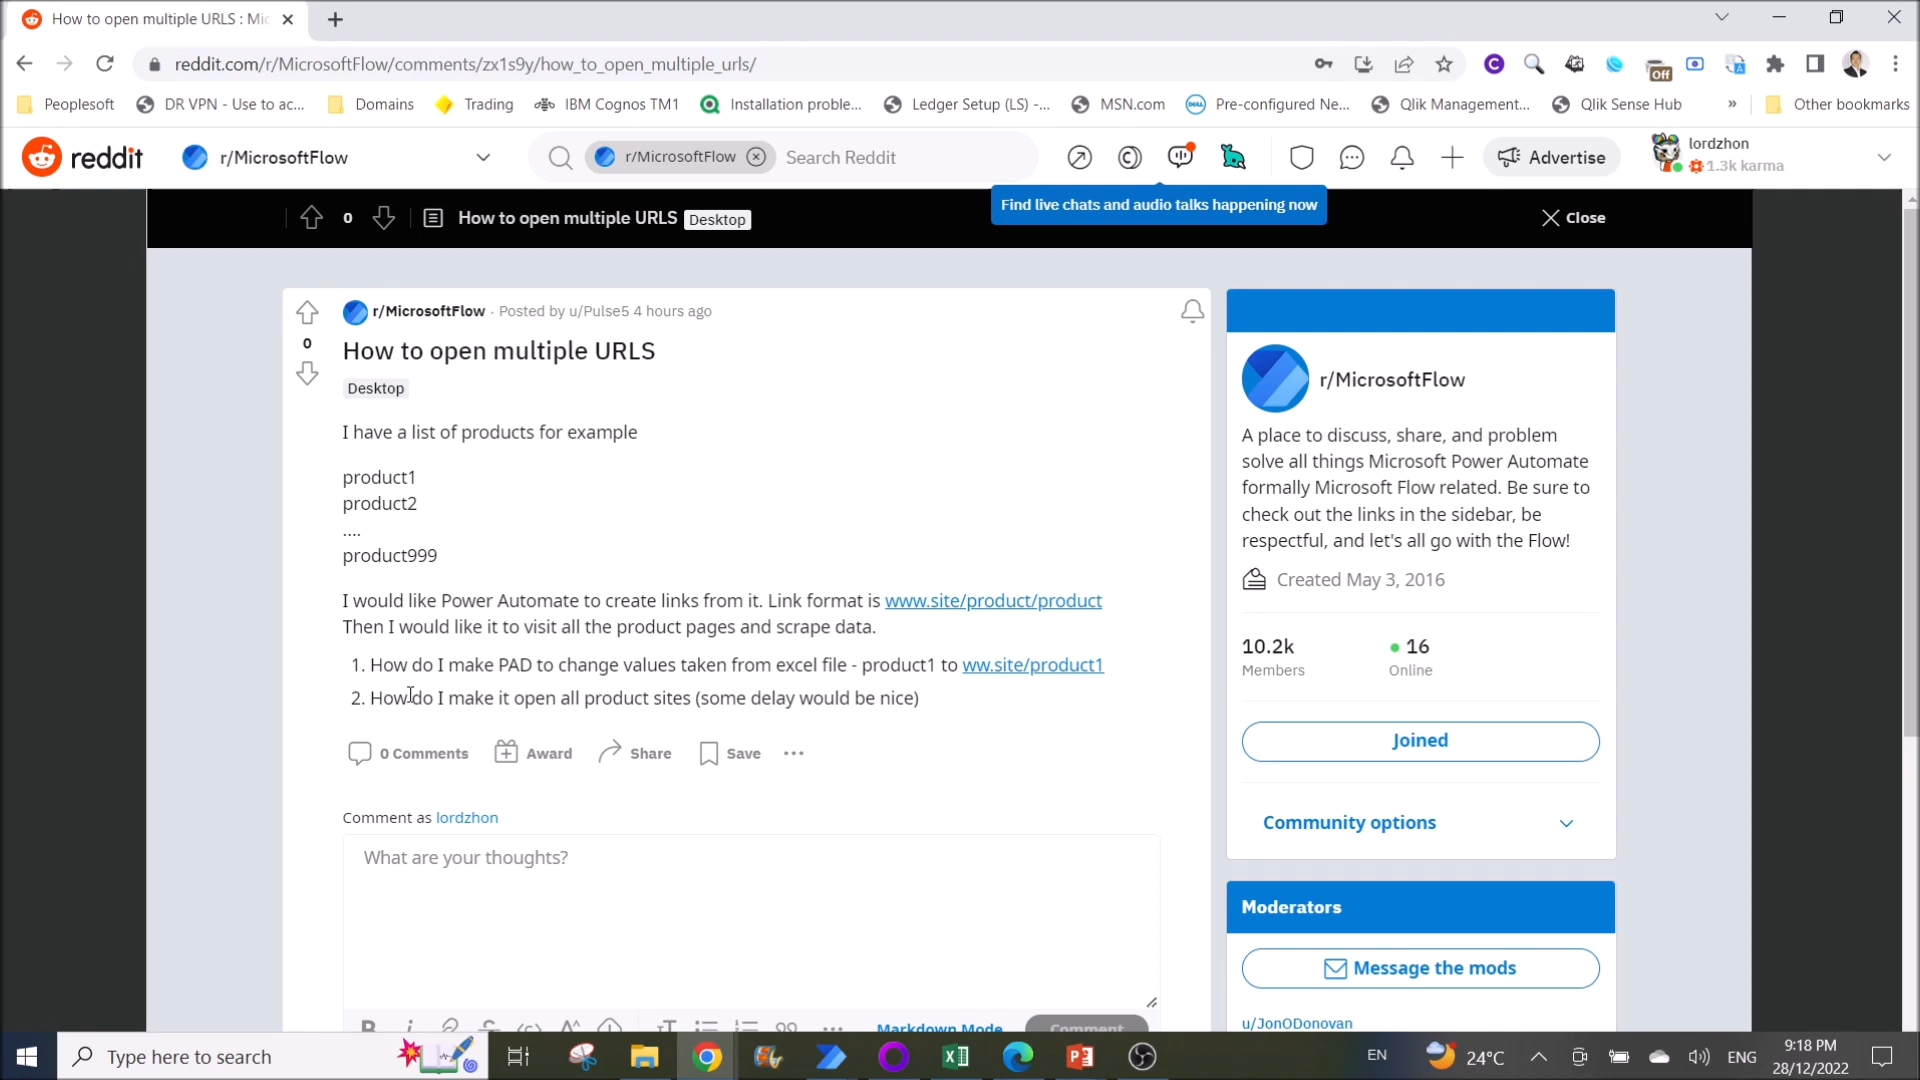 How to open multiple URLS : Mic
reddit.com/r/MicrosoftFlow/comments/zx1s9y/how_to_open_multiple_urls/
Off
Peoplesoft
DR VPN - Use to ac...
Domains
Trading
IBM Cognos TM1
Installation proble...
Ledger Setup (LS) -...
MSN.com
Pre-configured Ne...
Qlik Management...
Qlik Sense Hub
»
Other bookmarks
reddit
r/MicrosoftFlow
r/MicrosoftFlow
Search Reddit
Advertise
lordzhon
1.3k karma
Find live chats and audio talks happening now
0
How to open multiple URLS
Desktop
Close
r/MicrosoftFlow · Posted by u/Pulse5 4 hours ago
0
How to open multiple URLS
Desktop
I have a list of products for example
product1
product2
....
product999
I would like Power Automate to create links from it. Link format is www.site/product/product
Then I would like it to visit all the product pages and scrape data.
1. How do I make PAD to change values taken from excel file - product1 to ww.site/product1
2. How do I make it open all product sites (some delay would be nice)
0 Comments
Award
Share
Save
Comment as lordzhon
What are your thoughts?
Markdown Mode
Comment
r/MicrosoftFlow
A place to discuss, share, and problem
solve all things Microsoft Power Automate
formally Microsoft Flow related. Be sure to
check out the links in the sidebar, be
respectful, and let's all go with the Flow!
Created May 3, 2016
10.2k
Members
16
Online
Joined
Community options
Moderators
Message the mods
u/JonODonovan
Type here to search
EN
24°C
ENG
9:18 PM
28/12/2022